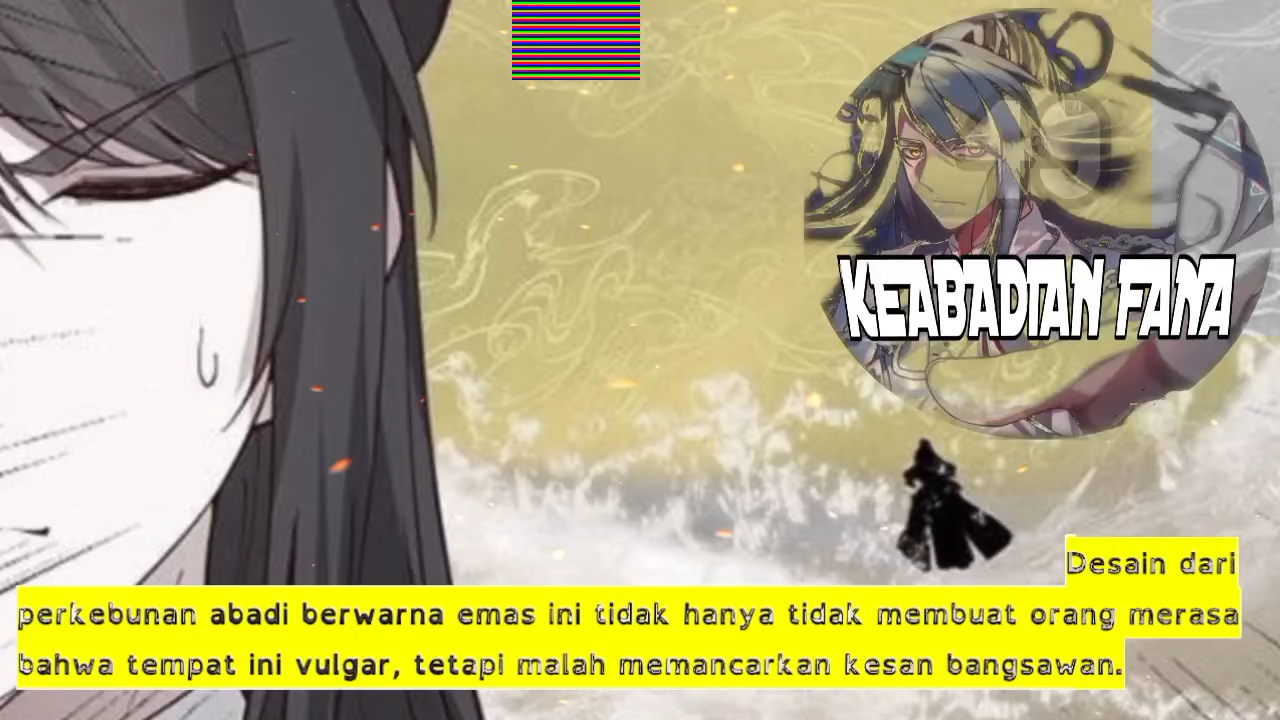 KEABADIAN FANA
Desain dari
perkebunan abadi berwarna emas ini tidak hanya tidak membuat orang merasa
bahwa tempat ini vulgar, tetapi malah memancarkan kesan bangsawan.